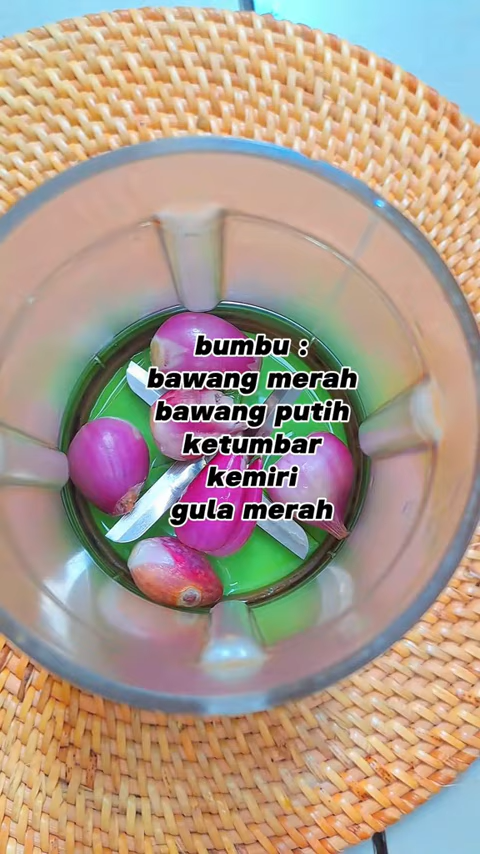 bumbu :
bawang merah
bawang putih
ketumbar
kemiri
gula merah